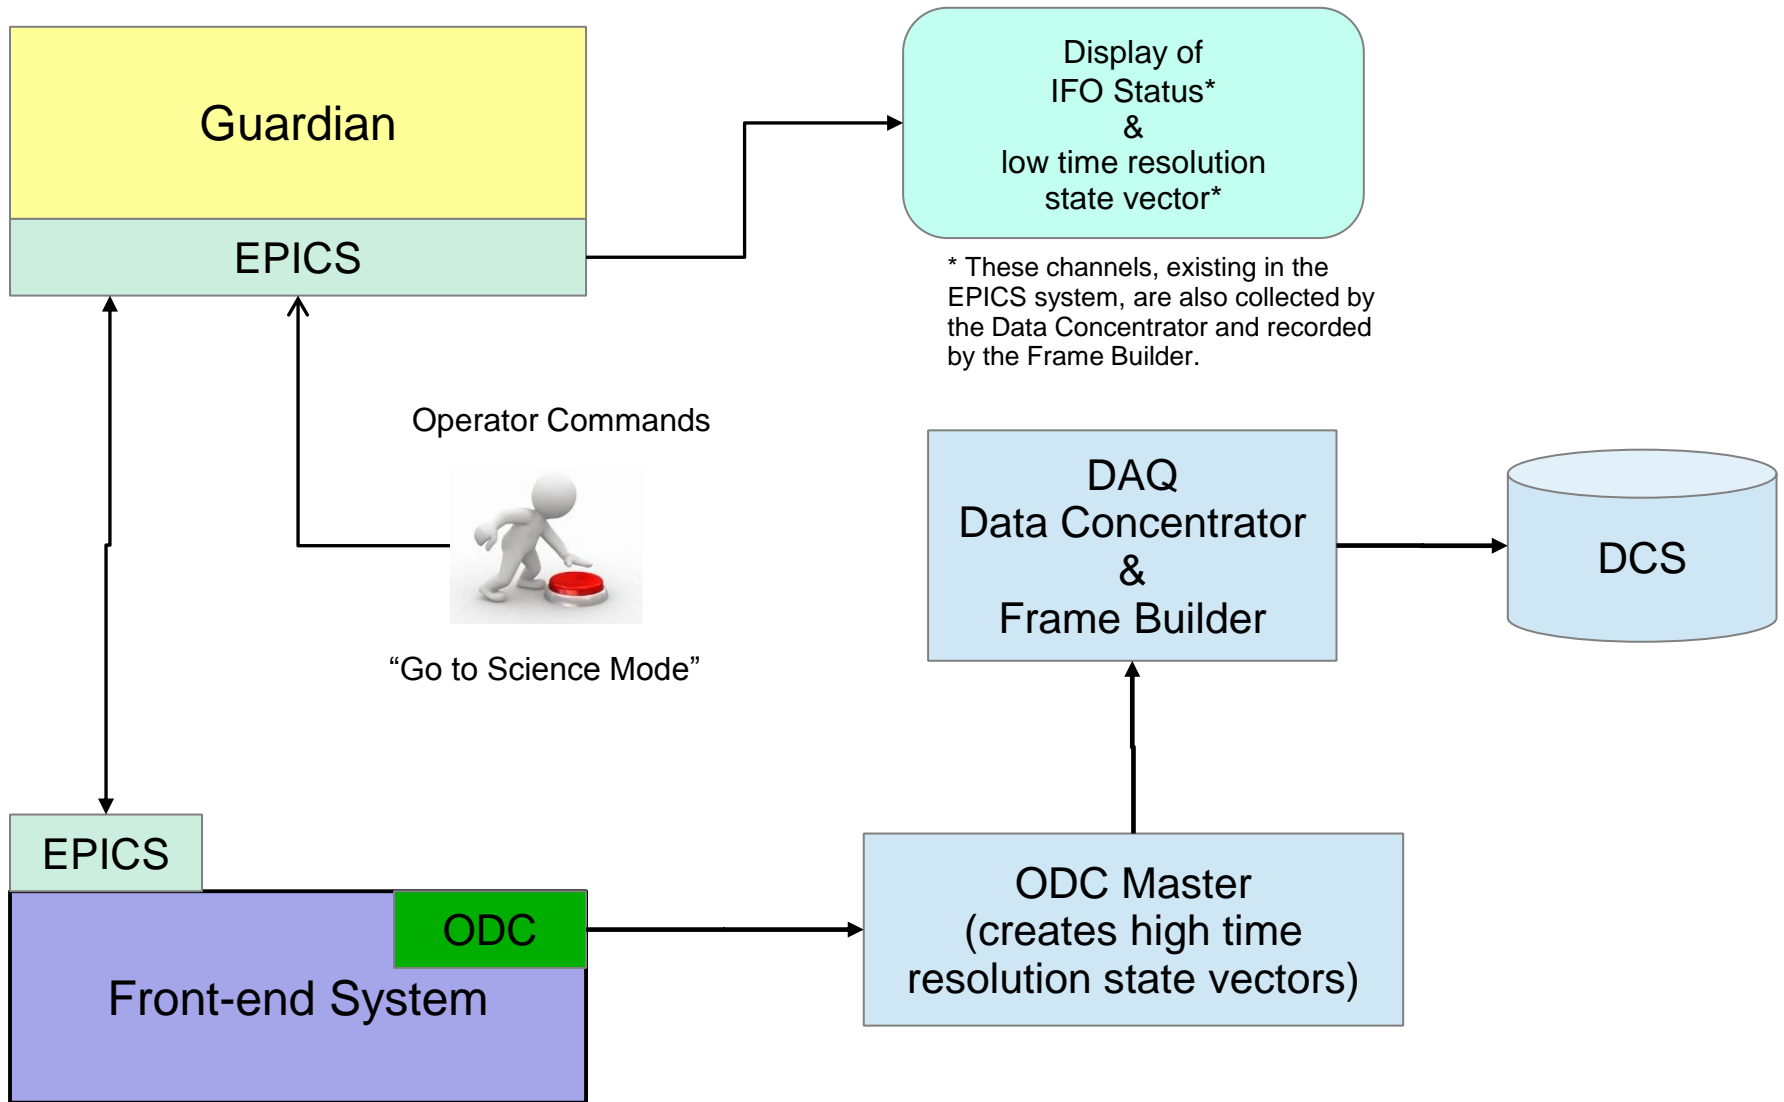 Guardian
EPICS
Display of
IFO Status*
&
low time resolution
state vector*
* These channels, existing in the
EPICS system, are also collected by
the Data Concentrator and recorded
by the Frame Builder.
Operator Commands
“Go to Science Mode”
DAQ
Data Concentrator
&
Frame Builder
DCS
EPICS
ODC
Front-end System
ODC Master
(creates high time
resolution state vectors)